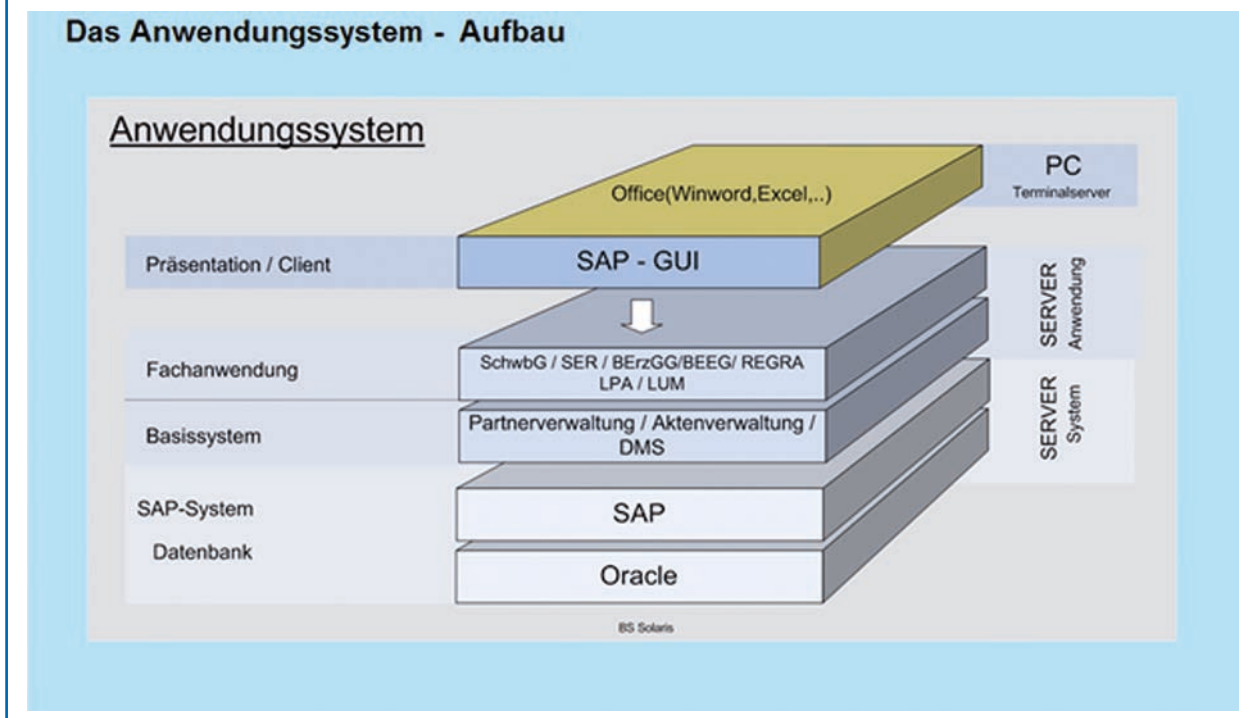 Das Anwendungssystem - Aufbau
Anwendungssystem
Office(Winword,Excel,..)
PC
Terminalserver
Präsentation / Client
SAP - GUI
SERVER
Anwendung
Fachanwendung
SchwbG / SER / BErzGG/BEEG/ REGRA
LPA / LUM
Basissystem
Partnerverwaltung / Aktenverwaltung /
DMS
SERVER
System
SAP-System
SAP
Datenbank
Oracle
BS Solaris